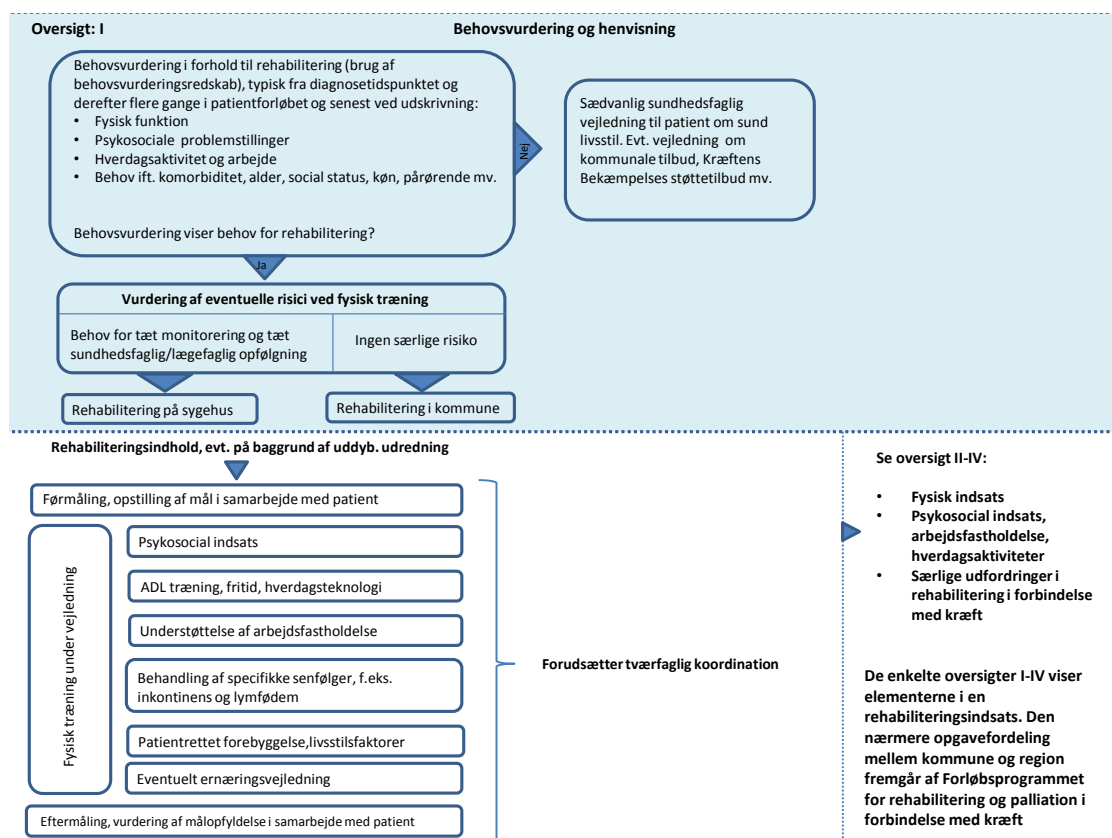 Oversigt: I
Behovsvurdering og henvisning
Behovsvurdering i forhold til rehabilitering (brug af
behovsvurderingsredskab), typisk fra diagnosetidspunktet og
derefter flere gange i patientforløbet og senest ved udskrivning:
• Fysisk funktion
• Psykosociale problemstillinger
• Hverdagsaktivitet og arbejde
• Behov ift. komorbiditet, alder, social status, køn, pårørende mv.
Behovsvurdering viser behov for rehabilitering?
Nej
Sædvanlig sundhedsfaglig
vejledning til patient om sund
livsstil. Evt. vejledning om
kommunale tilbud, Kræftens
Bekæmpelses støttetilbud mv.
Ja
Vurdering af eventuelle risici ved fysisk træning
Behov for tæt monitorering og tæt
sundhedsfaglig/lægefaglig opfølgning
Ingen særlige risiko
Rehabilitering på sygehus
Rehabilitering i kommune
Rehabiliteringsindhold, evt. på baggrund af uddyb. udredning
Førmåling, opstilling af mål i samarbejde med patient
Fysisk træning under vejledning
Psykosocial indsats
ADL træning, fritid, hverdagsteknologi
Understøttelse af arbejdsfastholdelse
Behandling af specifikke senfølger, f.eks.
inkontinens og lymfødem
Patientrettet forebyggelse,livsstilsfaktorer
Eventuelt ernæringsvejledning
Eftermåling, vurdering af målopfyldelse i samarbejde med patient
Forudsætter tværfaglig koordination
Se oversigt II-IV:
• Fysisk indsats
• Psykosocial indsats,
arbejdsfastholdelse,
hverdagsaktiviteter
• Særlige udfordringer i
rehabilitering i forbindelse
med kræft
De enkelte oversigter I-IV viser
elementerne i en
rehabiliteringsindsats. Den
nærmere opgavefordeling
mellem kommune og region
fremgår af Forløbsprogrammet
for rehabilitering og palliation i
forbindelse med kræft